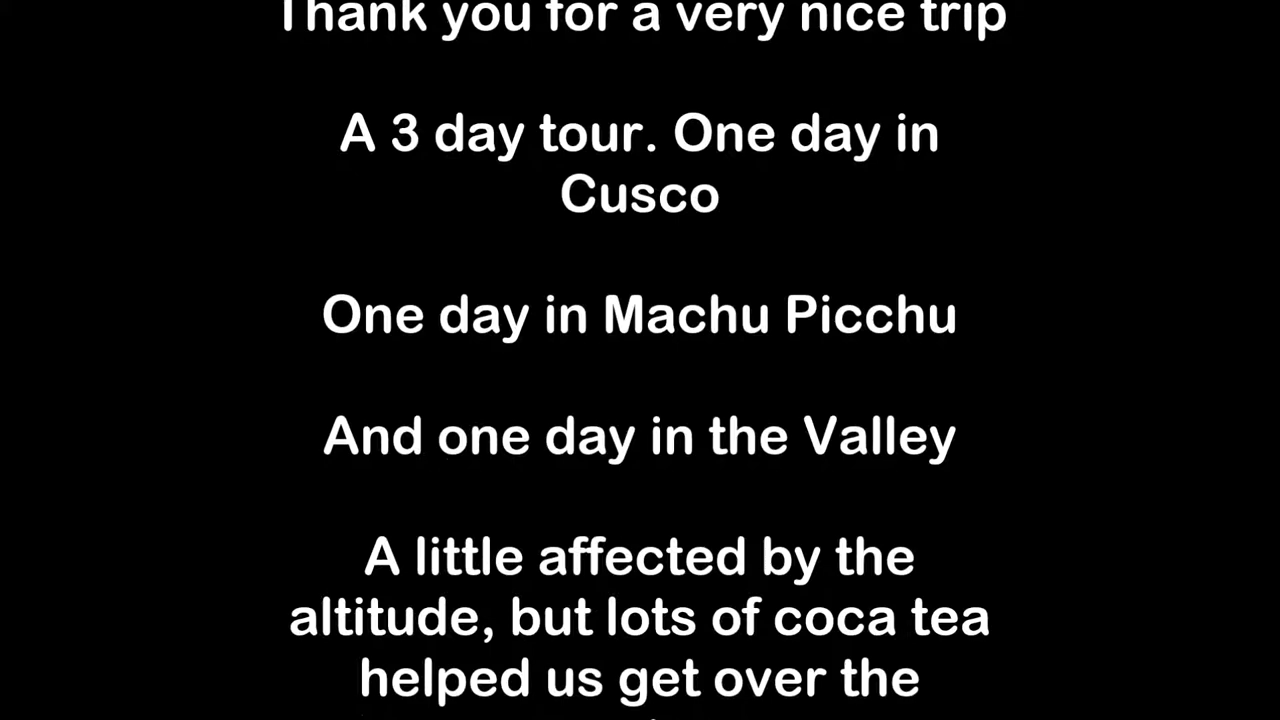 Thank you for a very nice trip
A 3 day tour. One day in
Cusco
One day in Machu Picchu
And one day in the Valley
A little affected by the
altitude, but lots of coca tea
helped us get over the